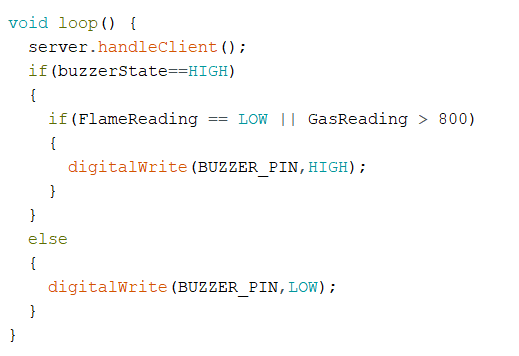 void loop() {
  server.handleClient();
  if(buzzerState==HIGH)
  {
    if(FlameReading == LOW || GasReading > 800)
    {
      digitalWrite(BUZZER_PIN,HIGH);
    }
  }
  else
  {
    digitalWrite(BUZZER_PIN,LOW);
  }
}